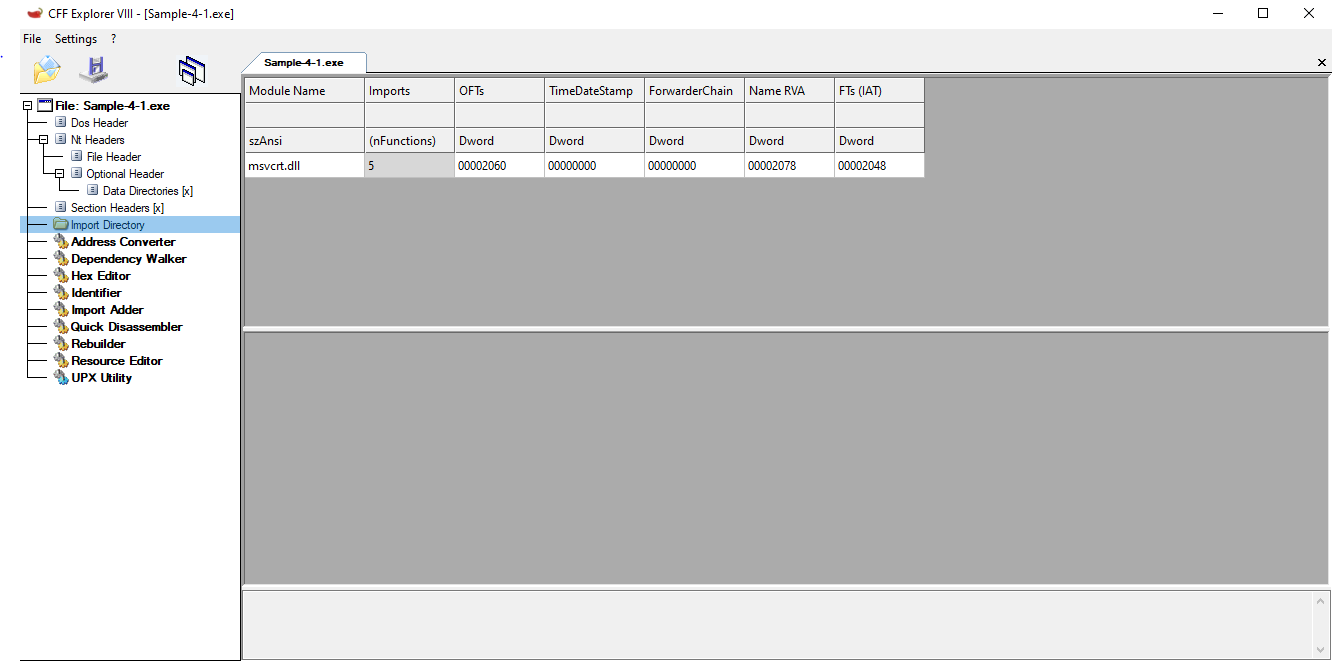 CFF Explorer VIII - [Sample-4-1.exe]
File Settings ?
Sample-4-1.exe
File: Sample-4-1.exe
Dos Header
Nt Headers
File Header
Optional Header
Data Directories [x]
Section Headers [x]
Import Directory
Address Converter
Dependency Walker
Hex Editor
Identifier
Import Adder
Quick Disassembler
Rebuilder
Resource Editor
UPX Utility
Module Name Imports OFTs TimeDateStamp ForwarderChain Name RVA FTs (IAT)
szAnsi (nFunctions) Dword Dword Dword Dword Dword
msvcrt.dll 5 00002060 00000000 00000000 00002078 00002048